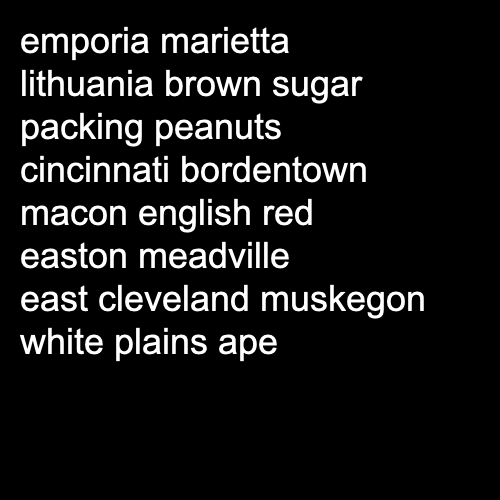 emporia marietta
lithuania brown sugar
packing peanuts
cincinnati bordentown
macon english red
easton meadville
east cleveland muskegon
white plains ape